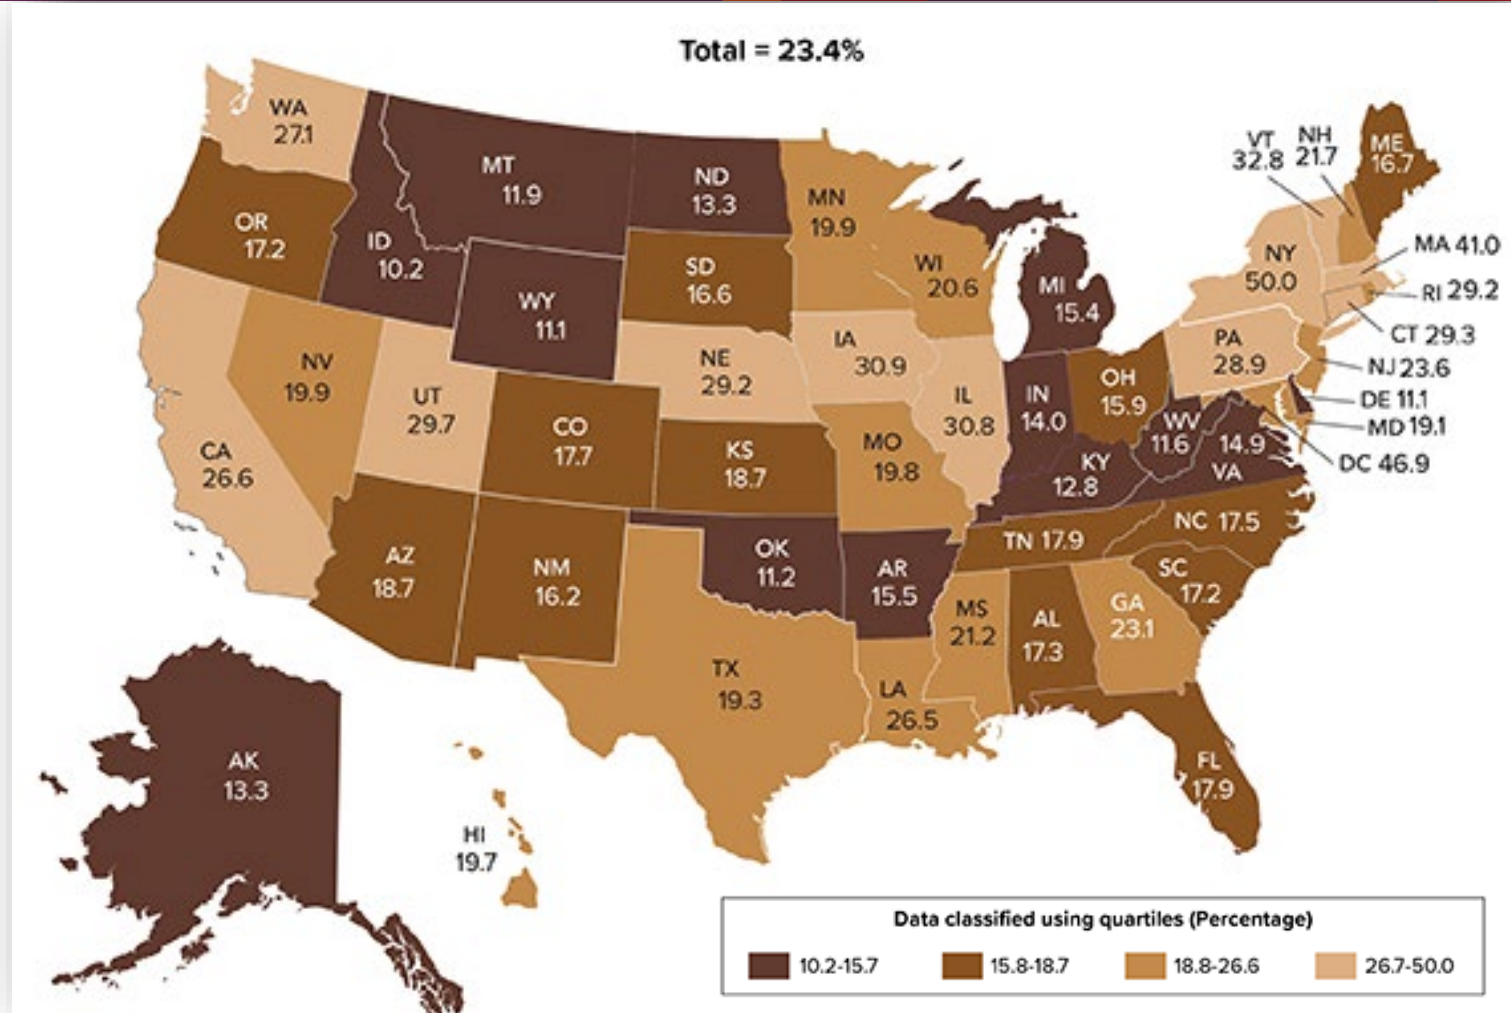 Total = 23.4%
WA
27.1
OR
17.2
CA
26.6
NV
19.9
ID
10.2
MT
11.9
WY
11.1
UT
29.7
CO
17.7
AZ
18.7
NM
16.2
ND
13.3
SD
16.6
NE
29.2
KS
18.7
OK
11.2
TX
19.3
MN
19.9
IA
30.9
MO
19.8
AR
15.5
LA
26.5
WI
20.6
IL
30.8
MI
15.4
IN
14.0
OH
15.9
KY
12.8
TN 17.9
MS
21.2
AL
17.3
GA
23.1
FL
17.9
SC
17.2
NC 17.5
14.9
VA
WV
11.6
PA
28.9
NY
50.0
VT
32.8
NH
21.7
ME
16.7
MA 41.0
RI 29.2
CT 29.3
NJ 23.6
DE 11.1
MD 19.1
DC 46.9
AK
13.3
HI
19.7
Data classified using quartiles (Percentage)
10.2-15.7 15.8-18.7 18.8-26.6 26.7-50.0